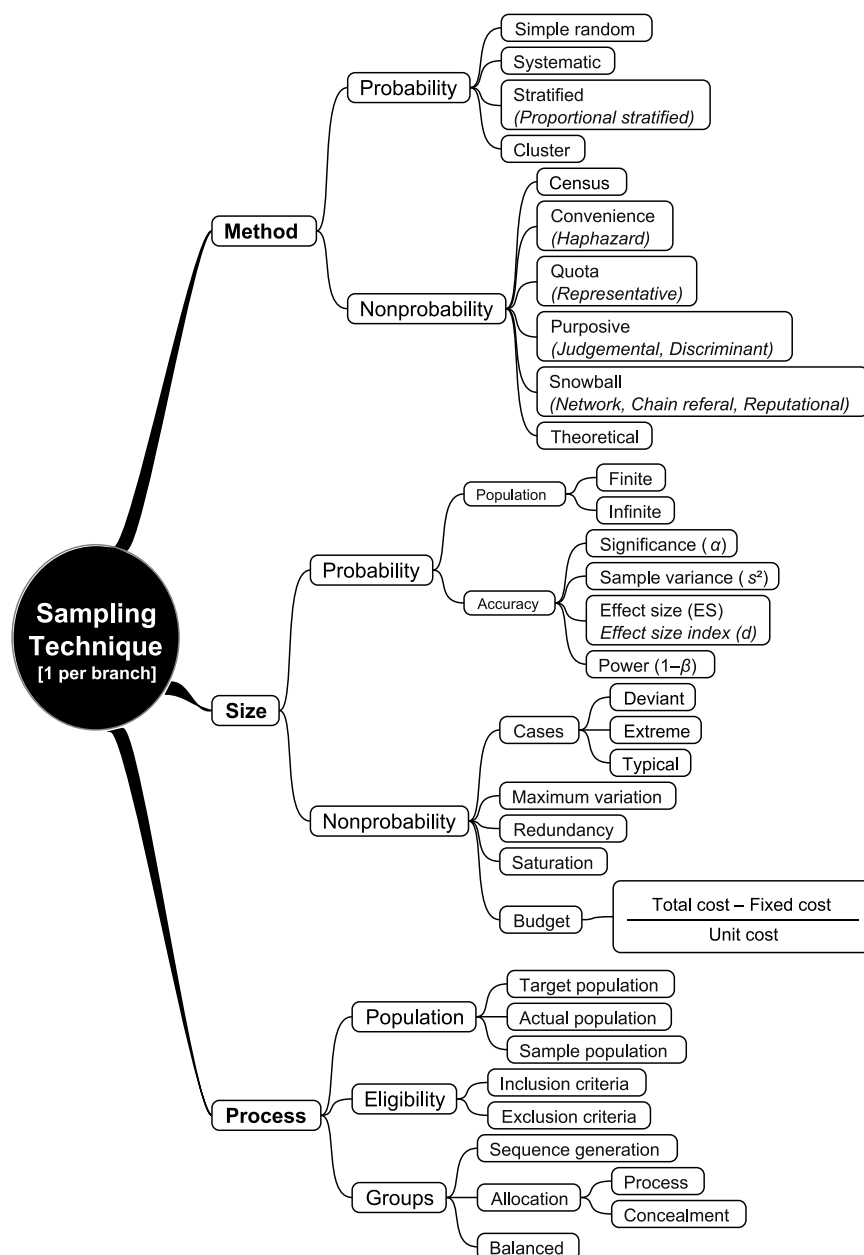 Sampling
Technique
[1 per branch]
Method
Probability
Simple random
Systematic
Stratified
(Proportional stratified)
Cluster
Nonprobability
Census
Convenience
(Haphazard)
Quota
(Representative)
Purposive
(Judgemental, Discriminant)
Snowball
(Network, Chain referal, Reputational)
Theoretical
Size
Probability
Population
Finite
Infinite
Accuracy
Significance (α)
Sample variance (s²)
Effect size (ES)
Effect size index (d)
Power (1–β)
Nonprobability
Cases
Deviant
Extreme
Typical
Maximum variation
Redundancy
Saturation
Budget
Total cost – Fixed cost
Unit cost
Process
Population
Target population
Actual population
Sample population
Eligibility
Inclusion criteria
Exclusion criteria
Groups
Sequence generation
Allocation
Process
Concealment
Balanced